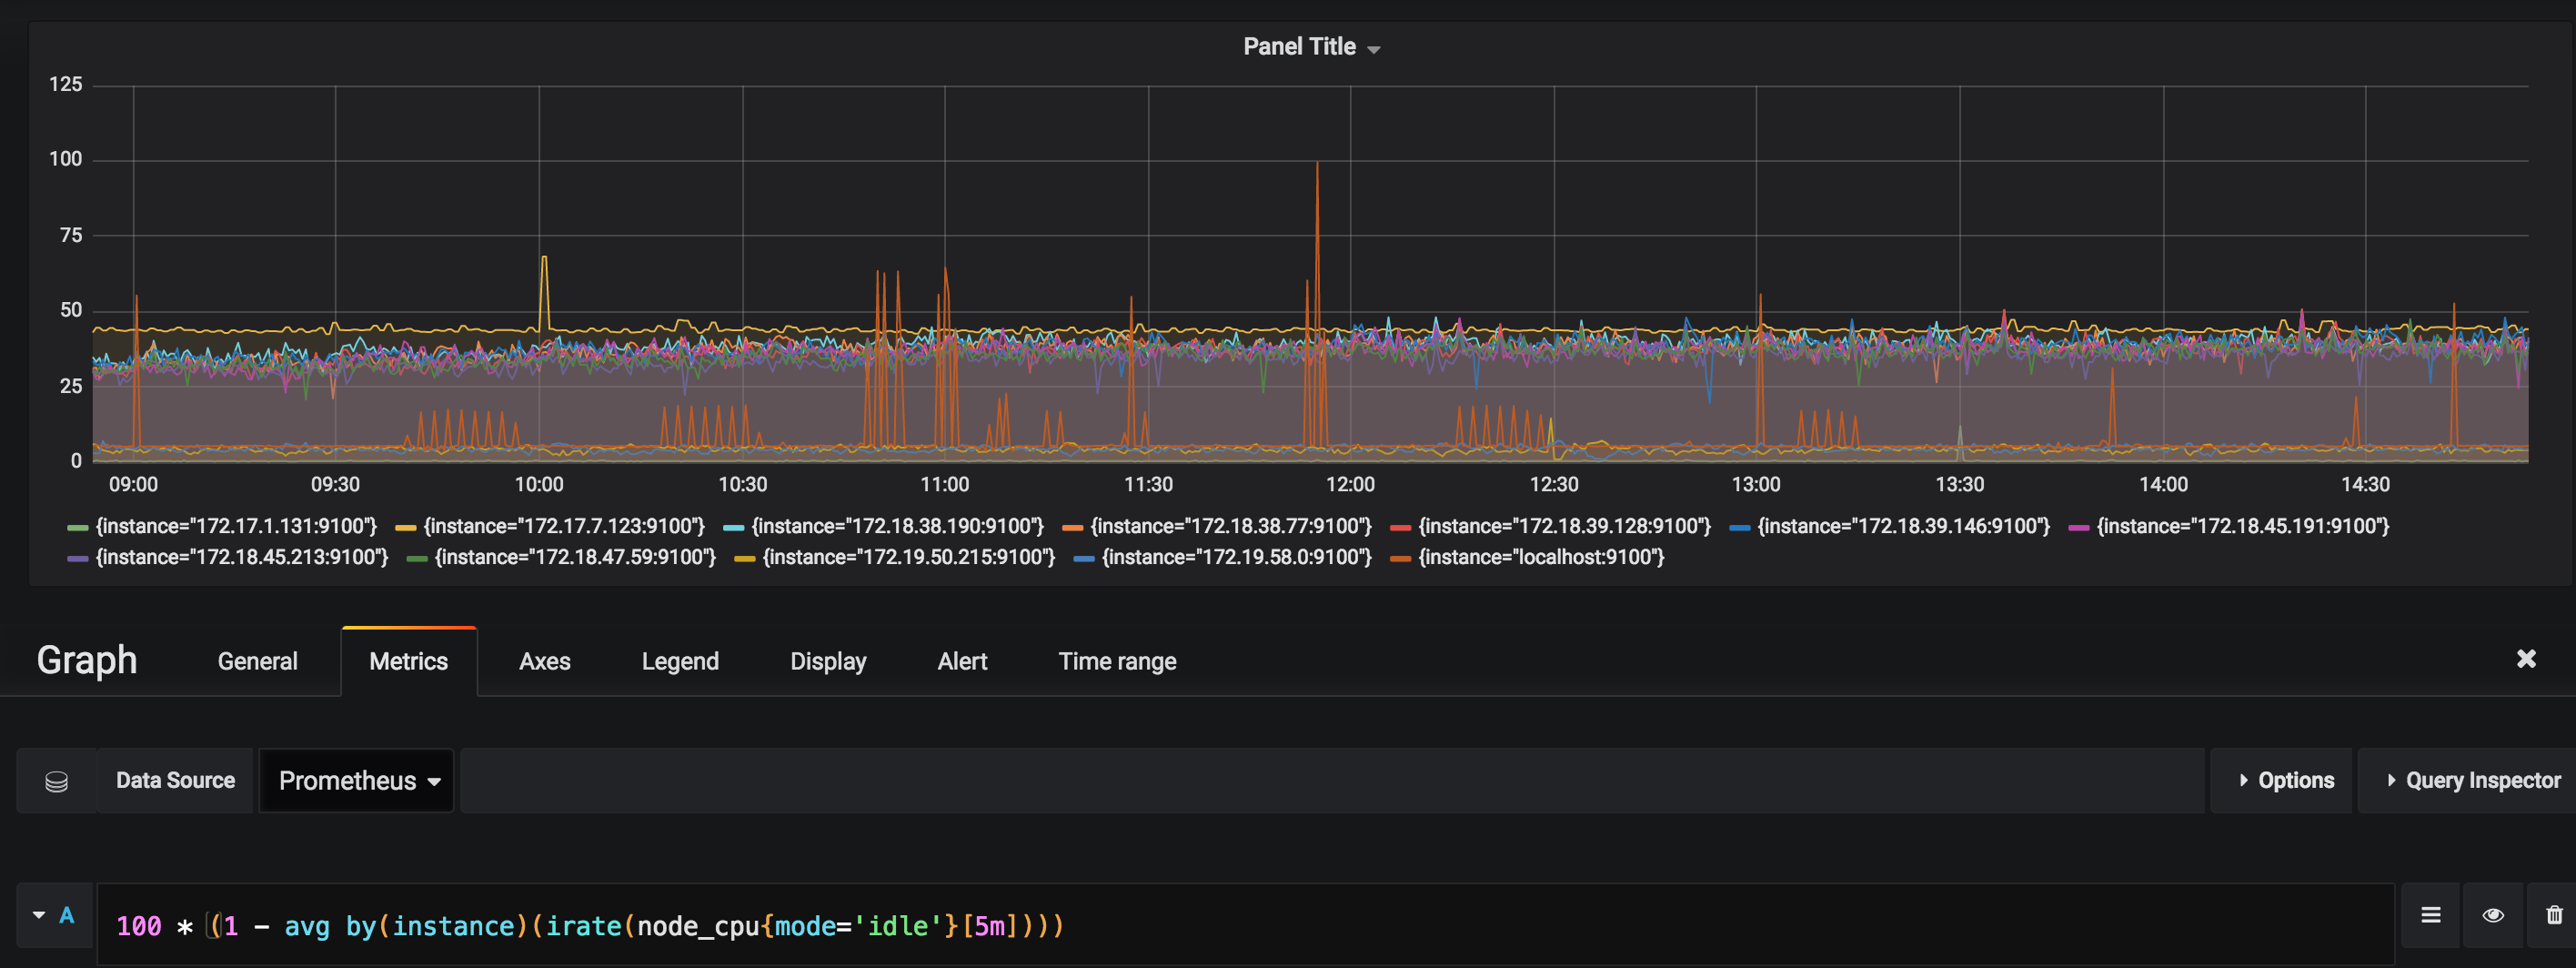 Panel Title
125
100
75
50
25
0
09:00 09:30 10:00 10:30 11:00 11:30 12:00 12:30 13:00 13:30 14:00 14:30
{instance="172.17.1.131:9100"} {instance="172.17.7.123:9100"} {instance="172.18.38.190:9100"} {instance="172.18.38.77:9100"} {instance="172.18.39.128:9100"} {instance="172.18.39.146:9100"} {instance="172.18.45.191:9100"}
{instance="172.18.45.213:9100"} {instance="172.18.47.59:9100"} {instance="172.19.50.215:9100"} {instance="172.19.58.0:9100"} {instance="localhost:9100"}
Graph General Metrics Axes Legend Display Alert Time range
Data Source Prometheus Options Query Inspector
A 100 * (1 - avg by(instance)(irate(node_cpu{mode='idle'}[5m])))